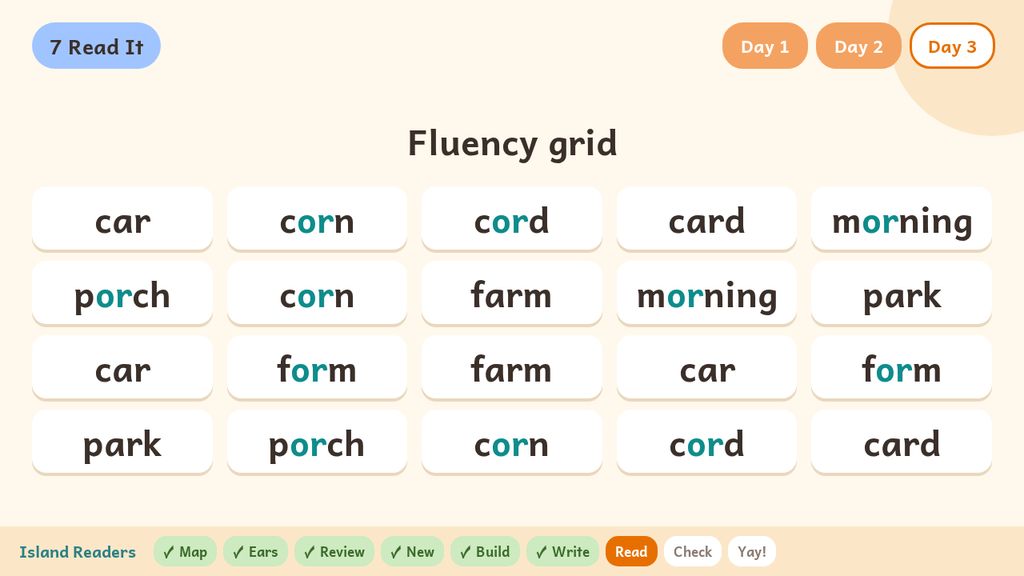 7 Read It
Day 1 Day 2 Day 3
Fluency grid
car corn cord card morning
porch corn farm morning park
car form farm car form
park porch corn cord card
Island Readers ✓ Map ✓ Ears ✓ Review ✓ New ✓ Build ✓ Write Read Check Yay!